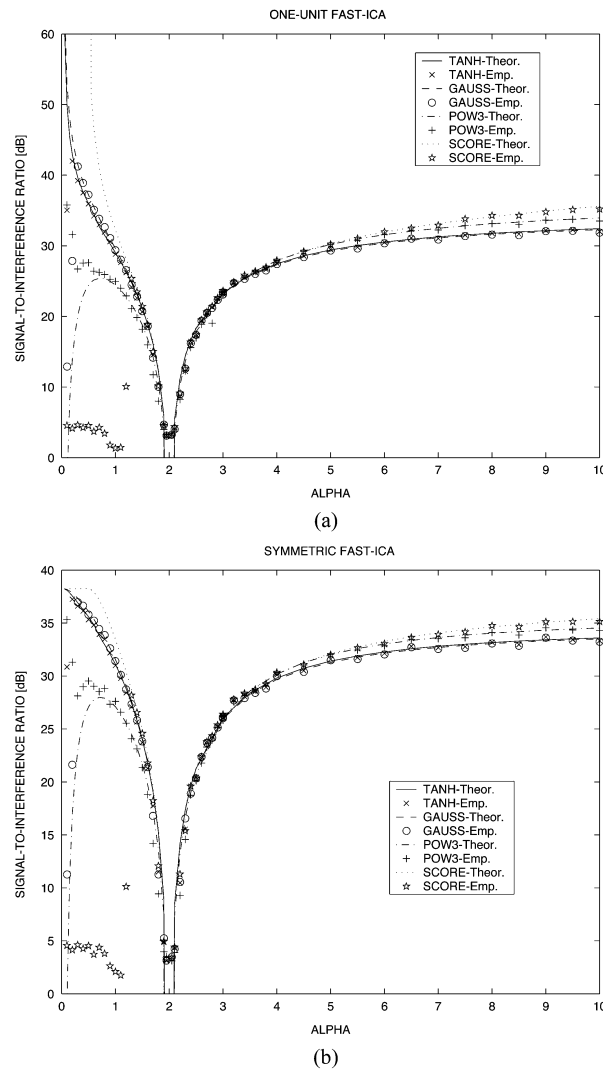 ONE-UNIT FAST-ICA
60
50
40
30
20
10
0
SIGNAL-TO-INTERFERENCE RATIO [dB]
TANH-Theor.
TANH-Emp.
GAUSS-Theor.
GAUSS-Emp.
POW3-Theor.
POW3-Emp.
SCORE-Theor.
SCORE-Emp.
0 1 2 3 4 5 6 7 8 9 10
ALPHA
(a)
SYMMETRIC FAST-ICA
40
35
30
25
20
15
10
5
0
SIGNAL-TO-INTERFERENCE RATIO [dB]
TANH-Theor.
TANH-Emp.
GAUSS-Theor.
GAUSS-Emp.
POW3-Theor.
POW3-Emp.
SCORE-Theor.
SCORE-Emp.
0 1 2 3 4 5 6 7 8 9 10
ALPHA
(b)